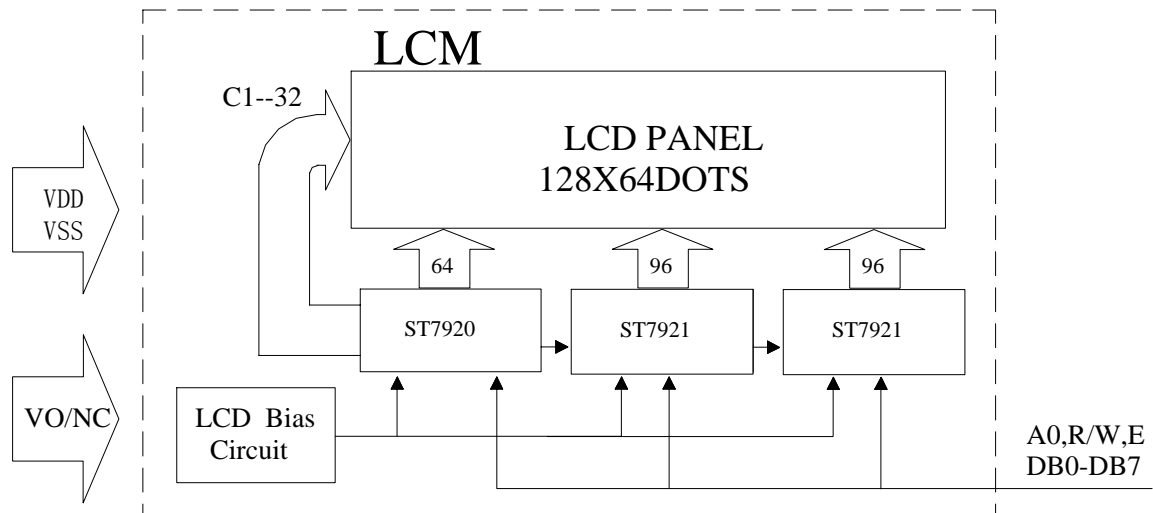 LCM
C1--32
LCD PANEL
128X64DOTS
VDD
VSS
64
96
96
ST7920
ST7921
ST7921
VO/NC
LCD Bias
Circuit
A0,R/W,E
DB0-DB7